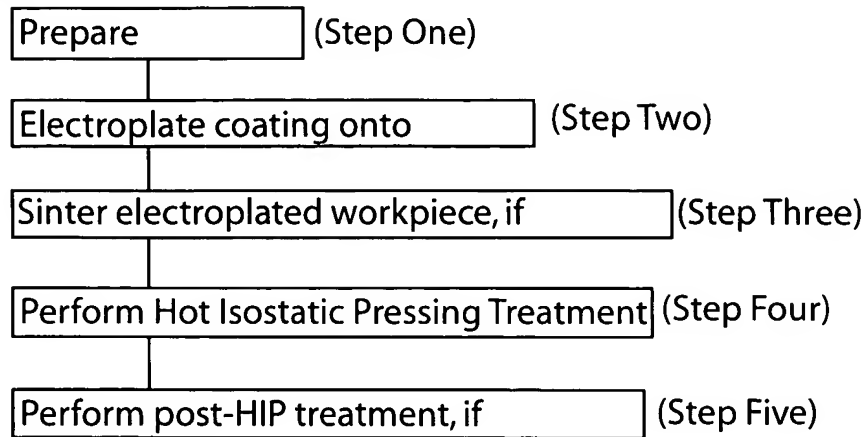 Prepare (Step One)
Electroplate coating onto (Step Two)
Sinter electroplated workpiece, if (Step Three)
Perform Hot Isostatic Pressing Treatment (Step Four)
Perform post-HIP treatment, if (Step Five)